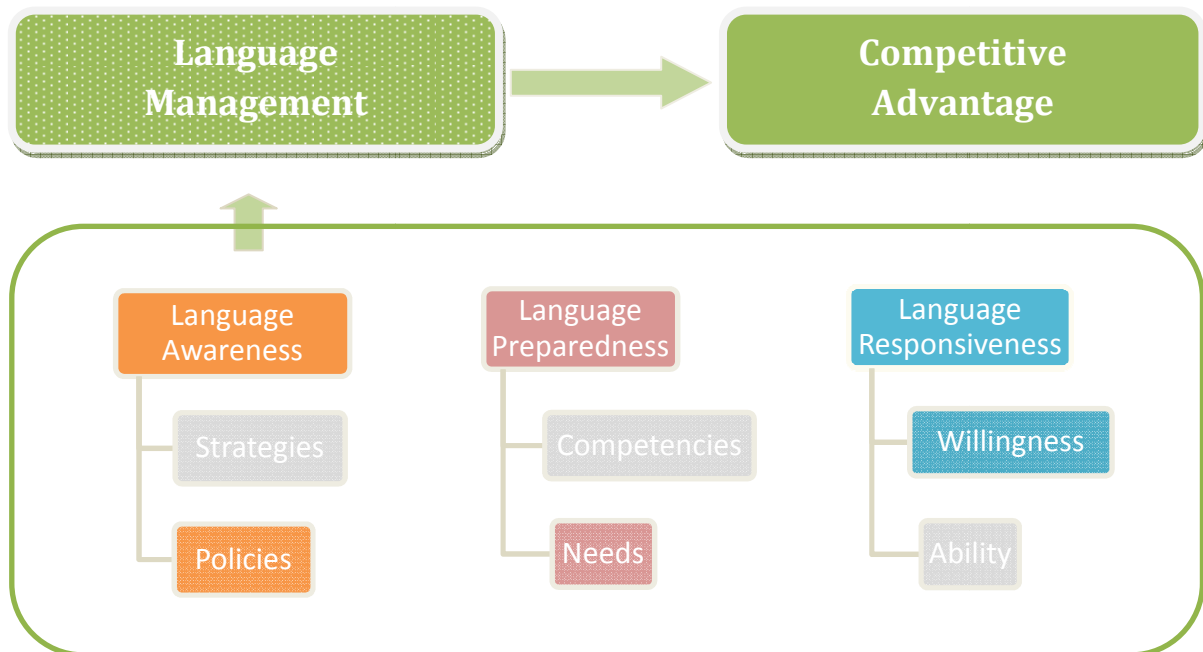 Language
Management
Competitive
Advantage
Language
Awareness
Strategies
Policies
Language
Preparedness
Competencies
Needs
Language
Responsiveness
Willingness
Ability